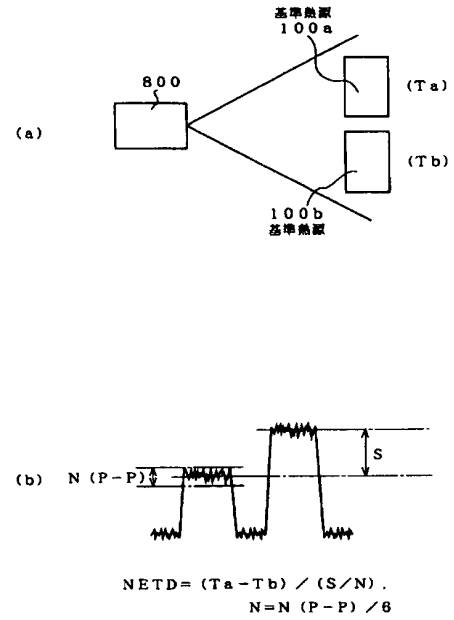 基準熱源
100a
800
(Ta)
(a)
(Tb)
100b
基準熱源
S
(b)
N(P-P)
NETD=(Ta-Tb)/(S/N).
N=N(P-P)/6